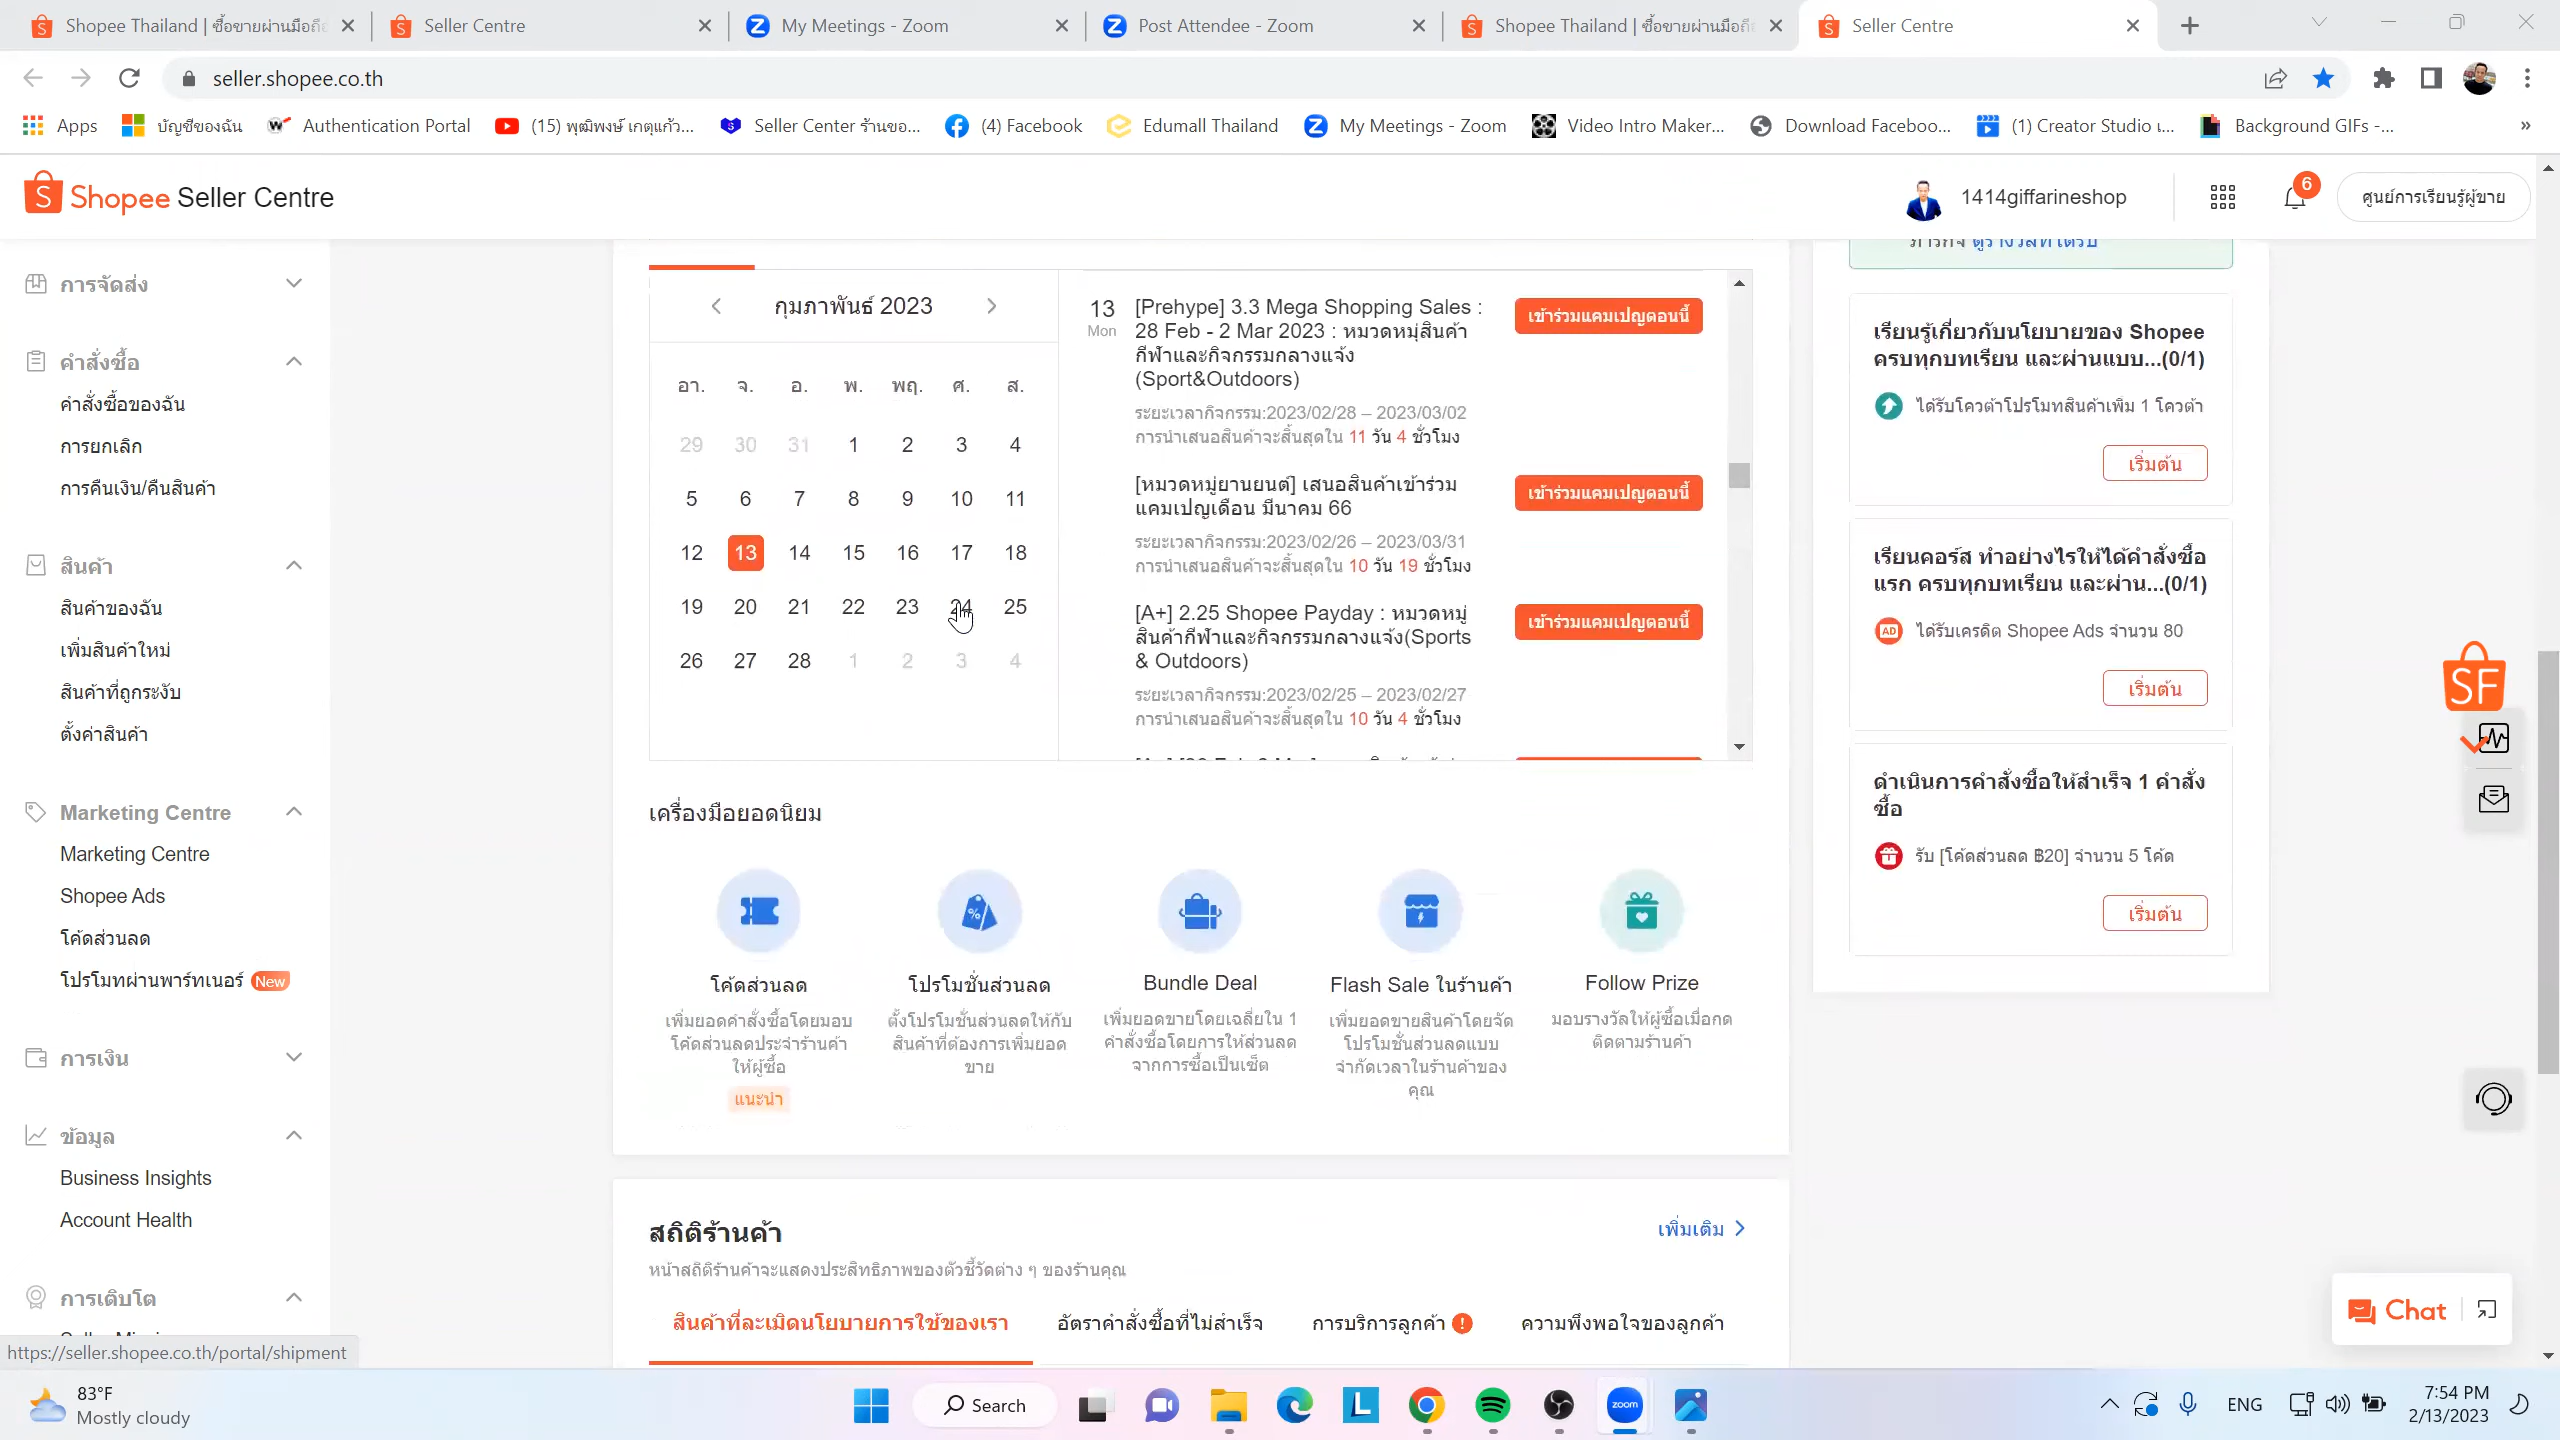 Shopee Thailand | ซื้อขายผ่านมือถือ
Seller Centre
My Meetings - Zoom
Post Attendee - Zoom
Shopee Thailand | ซื้อขายผ่านมือถือ
Seller Centre
seller.shopee.co.th
Apps
บัญชีของฉัน
Authentication Portal
(15) พุฒิพงษ์ เกตุแก้ว...
Seller Center ร้านขอ...
(4) Facebook
Edumall Thailand
My Meetings - Zoom
Video Intro Maker...
Download Faceboo...
(1) Creator Studio เ...
Background GIFs -...
»
Shopee Seller Centre
1414giffarineshop
6
ศูนย์การเรียนรู้ผู้ขาย
การจัดส่ง
คำสั่งซื้อ
คำสั่งซื้อของฉัน
การยกเลิก
การคืนเงิน/คืนสินค้า
สินค้า
สินค้าของฉัน
เพิ่มสินค้าใหม่
สินค้าที่ถูกระงับ
ตั้งค่าสินค้า
Marketing Centre
Marketing Centre
Shopee Ads
โค้ดส่วนลด
โปรโมทผ่านพาร์ทเนอร์ New
การเงิน
ข้อมูล
Business Insights
Account Health
การเติบโต
https://seller.shopee.co.th/portal/shipment
กุมภาพันธ์ 2023
อา. จ. อ. พ. พฤ. ศ. ส.
29 30 31 1 2 3 4
5 6 7 8 9 10 11
12 13 14 15 16 17 18
19 20 21 22 23 24 25
26 27 28 1 2 3 4
13
Mon
[Prehype] 3.3 Mega Shopping Sales :
28 Feb - 2 Mar 2023 : หมวดหมู่สินค้า
กีฬาและกิจกรรมกลางแจ้ง
(Sport&Outdoors)
ระยะเวลากิจกรรม:2023/02/28 – 2023/03/02
การนำเสนอสินค้าจะสิ้นสุดใน 11 วัน 4 ชั่วโมง
เข้าร่วมแคมเปญตอนนี้
[หมวดหมู่ยานยนต์] เสนอสินค้าเข้าร่วม
แคมเปญเดือน มีนาคม 66
ระยะเวลากิจกรรม:2023/02/26 – 2023/03/31
การนำเสนอสินค้าจะสิ้นสุดใน 10 วัน 19 ชั่วโมง
เข้าร่วมแคมเปญตอนนี้
[A+] 2.25 Shopee Payday : หมวดหมู่
สินค้ากีฬาและกิจกรรมกลางแจ้ง(Sports
& Outdoors)
ระยะเวลากิจกรรม:2023/02/25 – 2023/02/27
การนำเสนอสินค้าจะสิ้นสุดใน 10 วัน 4 ชั่วโมง
เข้าร่วมแคมเปญตอนนี้
เครื่องมือยอดนิยม
โค้ดส่วนลด
เพิ่มยอดคำสั่งซื้อโดยมอบ
โค้ดส่วนลดประจำร้านค้า
ให้ผู้ซื้อ
แนะนำ
โปรโมชั่นส่วนลด
ตั้งโปรโมชั่นส่วนลดให้กับ
สินค้าที่ต้องการเพิ่มยอด
ขาย
Bundle Deal
เพิ่มยอดขายโดยเฉลี่ยใน 1
คำสั่งซื้อโดยการให้ส่วนลด
จากการซื้อเป็นเซ็ต
Flash Sale ในร้านค้า
เพิ่มยอดขายสินค้าโดยจัด
โปรโมชั่นส่วนลดแบบ
จำกัดเวลาในร้านค้าของ
คุณ
Follow Prize
มอบรางวัลให้ผู้ซื้อเมื่อกด
ติดตามร้านค้า
สถิติร้านค้า
เพิ่มเติม
หน้าสถิติร้านค้าจะแสดงประสิทธิภาพของตัวชี้วัดต่าง ๆ ของร้านคุณ
สินค้าที่ละเมิดนโยบายการใช้ของเรา
อัตราคำสั่งซื้อที่ไม่สำเร็จ
การบริการลูกค้า
ความพึงพอใจของลูกค้า
ภารกิจ ดูรางวัลที่ได้รับ
เรียนรู้เกี่ยวกับนโยบายของ Shopee
ครบทุกบทเรียน และผ่านแบบ...(0/1)
ได้รับโควต้าโปรโมทสินค้าเพิ่ม 1 โควต้า
เริ่มต้น
เรียนคอร์ส ทำอย่างไรให้ได้คำสั่งซื้อ
แรก ครบทุกบทเรียน และผ่าน...(0/1)
AD
ได้รับเครดิต Shopee Ads จำนวน 80
เริ่มต้น
ดำเนินการคำสั่งซื้อให้สำเร็จ 1 คำสั่ง
ซื้อ
รับ [โค้ดส่วนลด ฿20] จำนวน 5 โค้ด
เริ่มต้น
SF
Chat
83°F
Mostly cloudy
Search
zoom
ENG
7:54 PM
2/13/2023